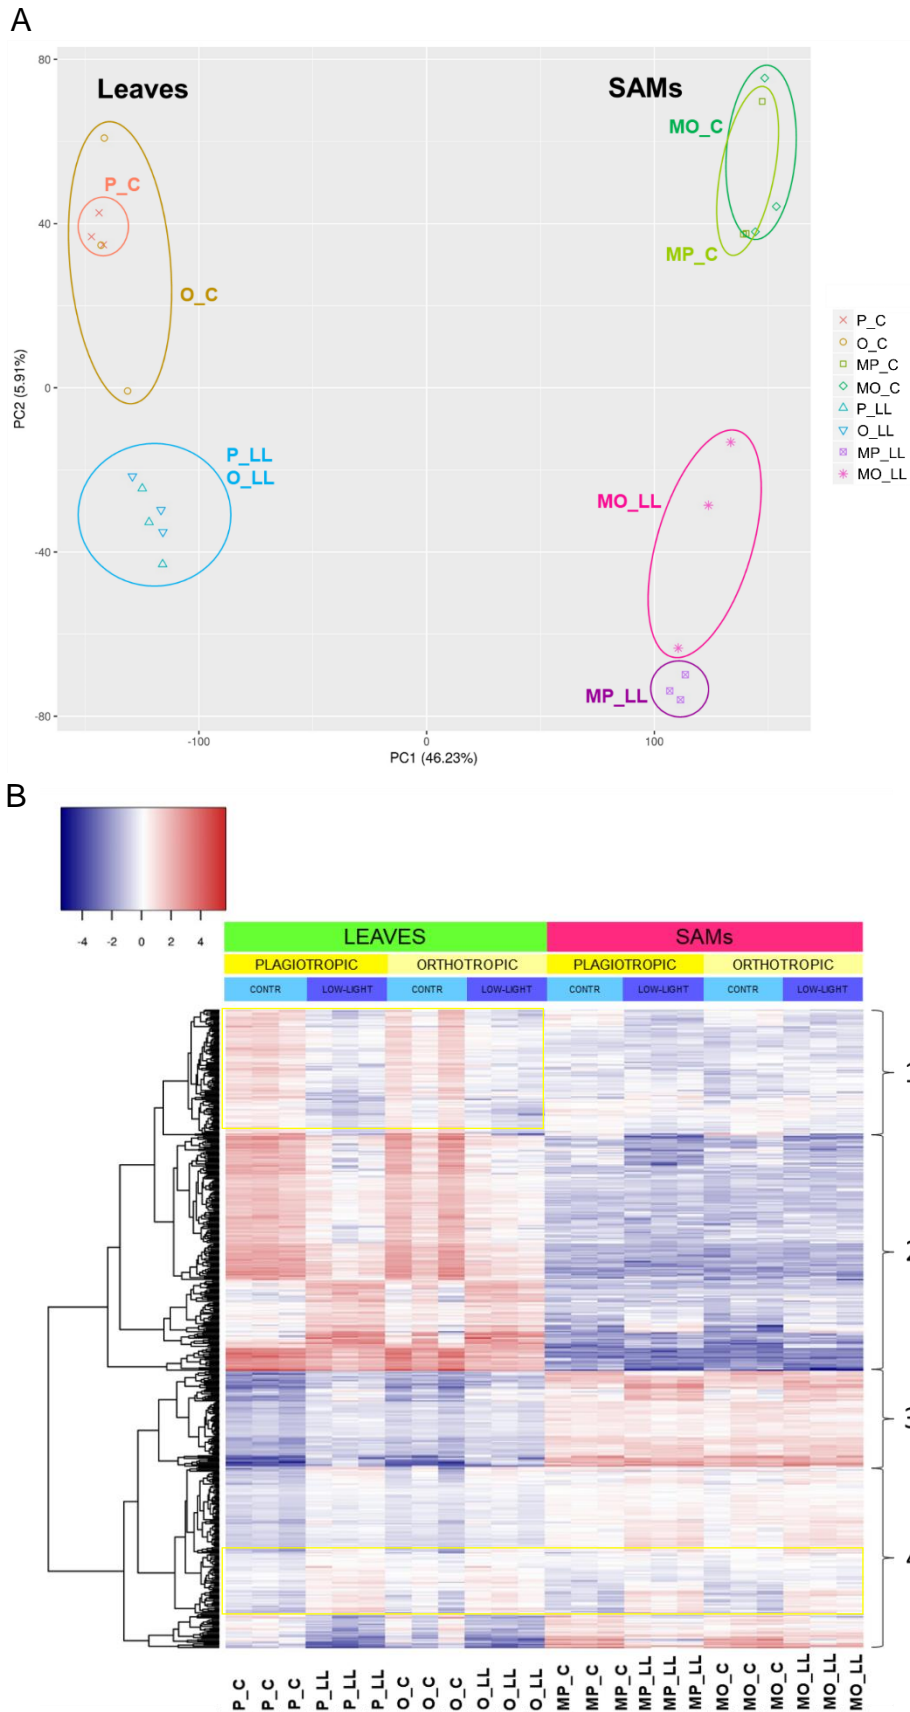 A
80
40
0
-40
-80
PC2 (5.91%)
-100
0
100
PC1 (46.23%)
Leaves
SAMs
P_C
O_C
P_LL
O_LL
MO_C
MP_C
MO_LL
MP_LL
P_C
O_C
MP_C
MO_C
P_LL
O_LL
MP_LL
MO_LL
B
-4 -2 0 2 4
LEAVES SAMs
PLAGIOTROPIC ORTHOTROPIC PLAGIOTROPIC ORTHOTROPIC
CONTR LOW-LIGHT CONTR LOW-LIGHT CONTR LOW-LIGHT CONTR LOW-LIGHT
P_C P_C P_C P_LL P_LL P_LL O_C O_C O_C O_LL O_LL O_LL MP_C MP_C MP_C MP_LL MP_LL MP_LL MO_C MO_C MO_C MO_LL MO_LL MO_LL